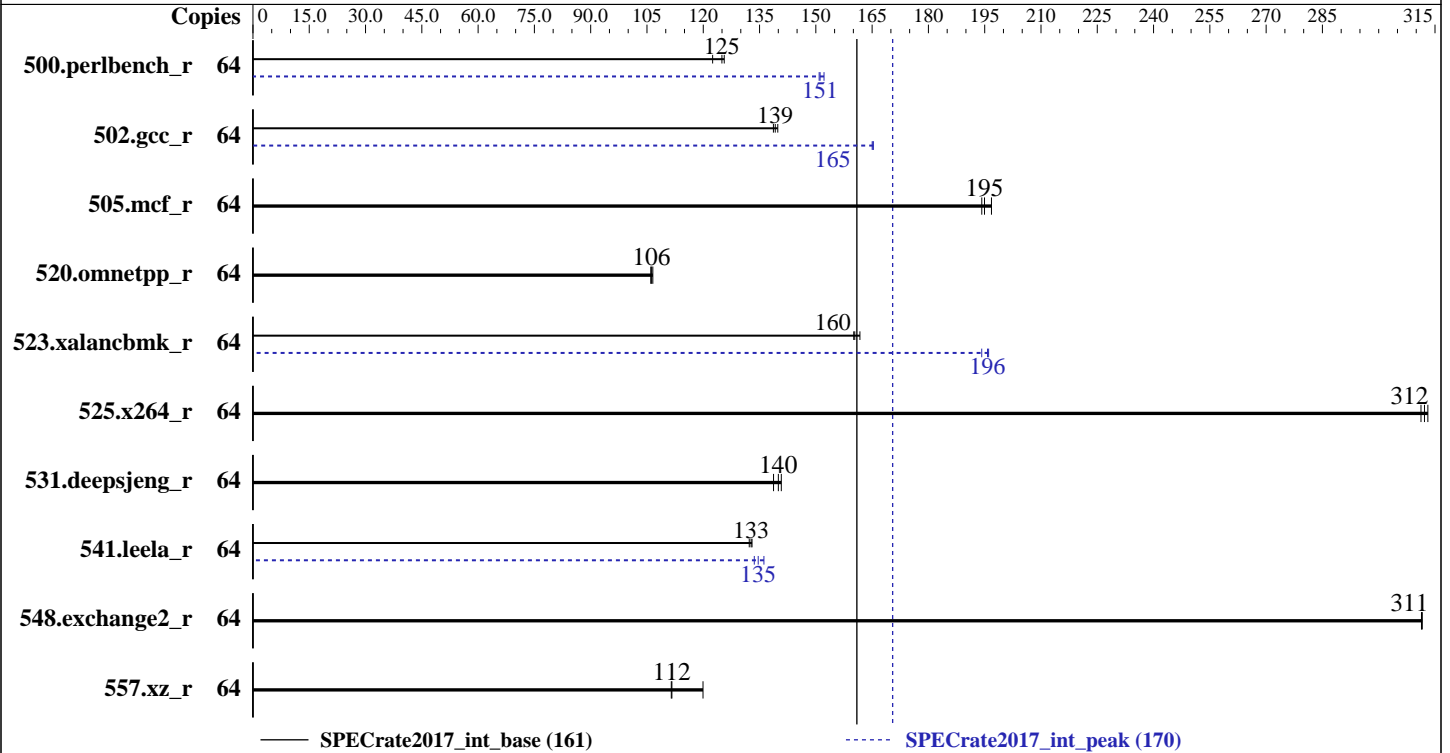 Copies 0 15.0 30.0 45.0 60.0 75.0 90.0 105 120 135 151 165 180 195 210 225 240 255 270 285 315
500.perlbench_r 64 125
151
502.gcc_r 64 139
165
505.mcf_r 64 195
520.omnetpp_r 64 106
523.xalancbmk_r 64 160
196
525.x264_r 64 312
531.deepsjeng_r 64 140
541.leela_r 64 133
135
548.exchange2_r 64 311
557.xz_r 64 112
SPECrate2017_int_base (161) SPECrate2017_int_peak (170)